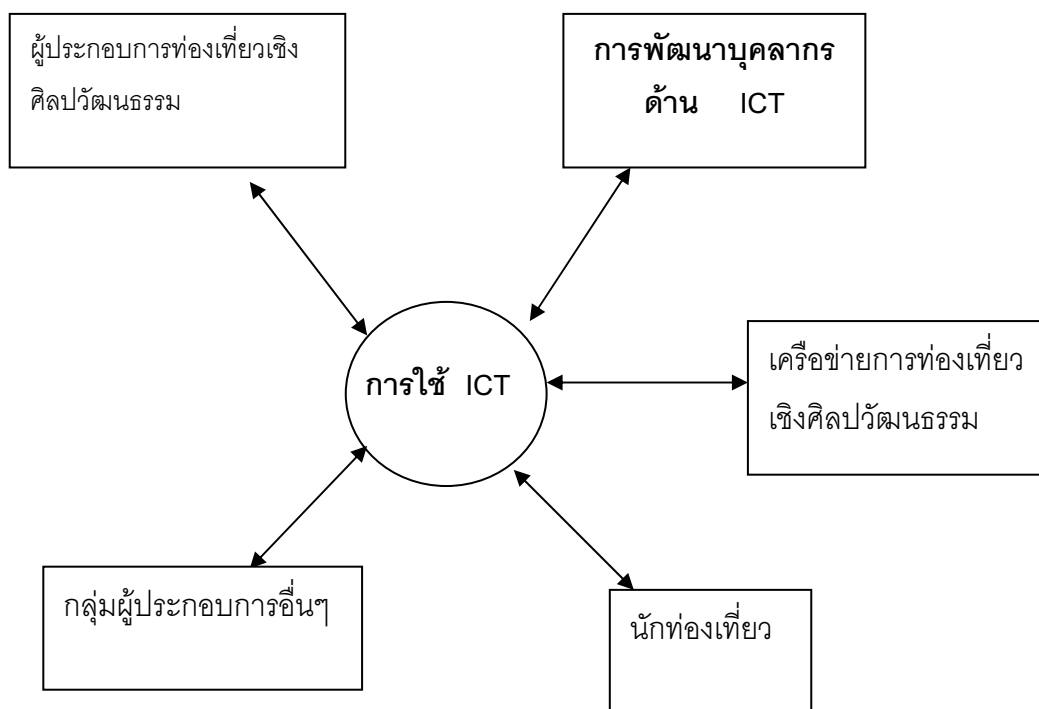 ผู้ประกอบการท่องเที่ยวเชิง
ศิลปวัฒนธรรม
การพัฒนาบุคลากร
ด้าน ICT
การใช้ ICT
เครือข่ายการท่องเที่ยว
เชิงศิลปวัฒนธรรม
กลุ่มผู้ประกอบการอื่นๆ
นักท่องเที่ยว